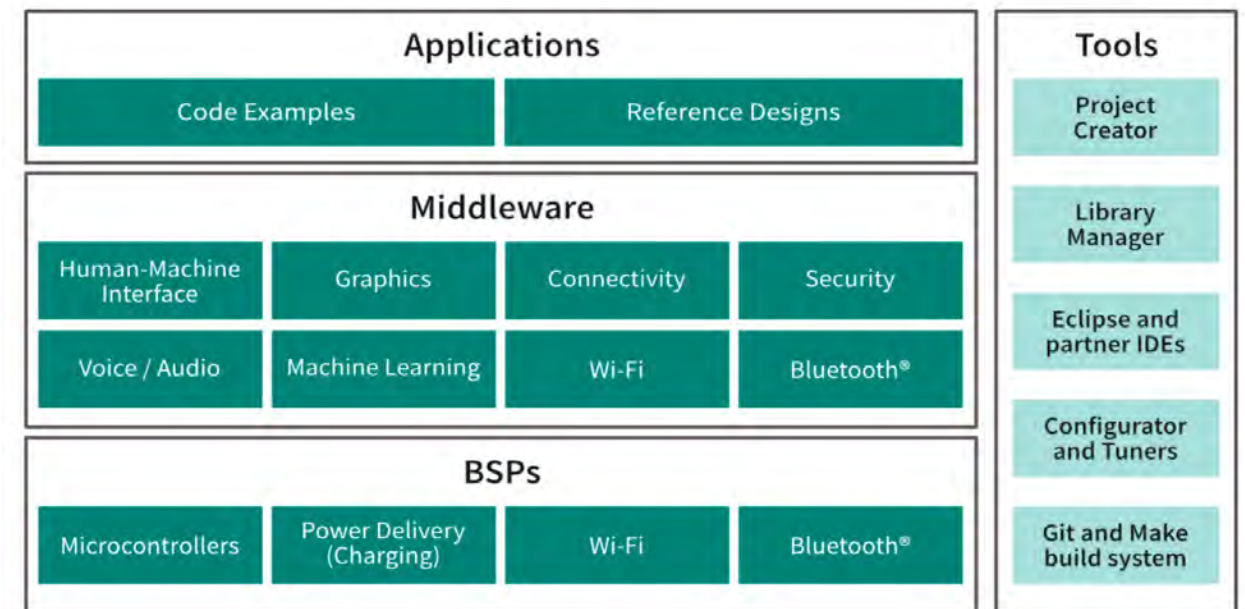 Applications
Code Examples
Reference Designs
Middleware
Human-Machine
Interface
Graphics
Connectivity
Security
Voice / Audio
Machine Learning
Wi-Fi
Bluetooth®
BSPs
Microcontrollers
Power Delivery
(Charging)
Wi-Fi
Bluetooth®
Tools
Project
Creator
Library
Manager
Eclipse and
partner IDEs
Configurator
and Tuners
Git and Make
build system